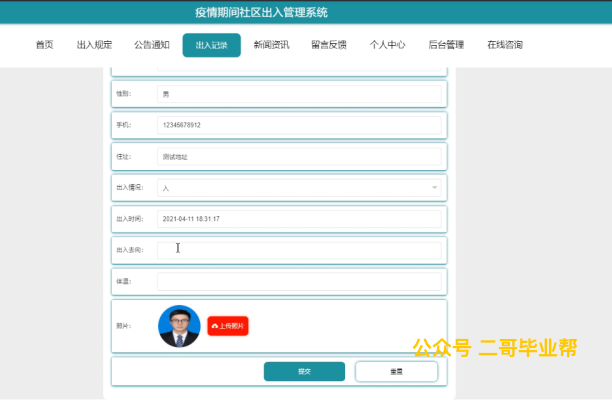 疫情期间社区出入管理系统
首页 出入规定 公告通知 出入记录 新闻资讯 留言反馈 个人中心 后台管理 在线咨询
性别: 男
手机: 12345678912
住址: 测试地址
出入情况: 入
出入时间: 2021-04-11 18:31:17
出入去向:
体温:
照片: 上传照片
公众号 二哥毕业帮
提交 重置